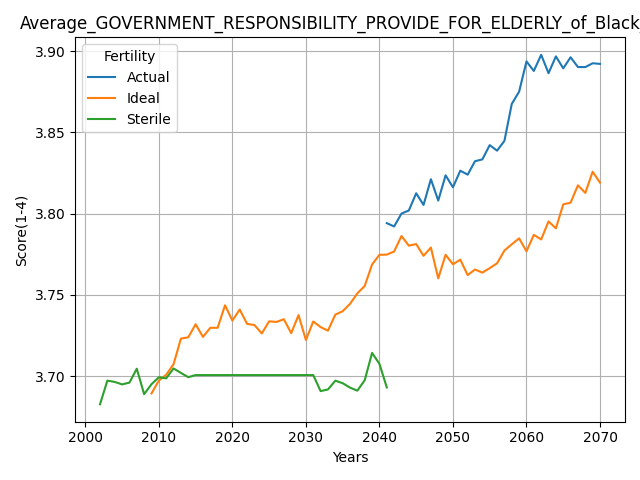 Average_GOVERNMENT_RESPONSIBILITY_PROVIDE_FOR_ELDERLY_of_Black
Fertility
Actual
Ideal
Sterile
Score(1-4)
3.90
3.85
3.80
3.75
3.70
2000 2010 2020 2030 2040 2050 2060 2070
Years